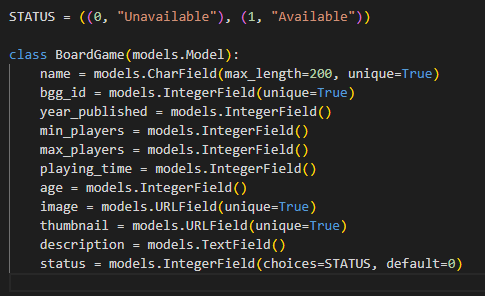 STATUS = ((0, "Unavailable"), (1, "Available"))
class BoardGame(models.Model):
name = models.CharField(max_length=200, unique=True)
bgg_id = models.IntegerField(unique=True)
year_published = models.IntegerField()
min_players = models.IntegerField()
max_players = models.IntegerField()
playing_time = models.IntegerField()
age = models.IntegerField()
image = models.URLField(unique=True)
thumbnail = models.URLField(unique=True)
description = models.TextField()
status = models.IntegerField(choices=STATUS, default=0)